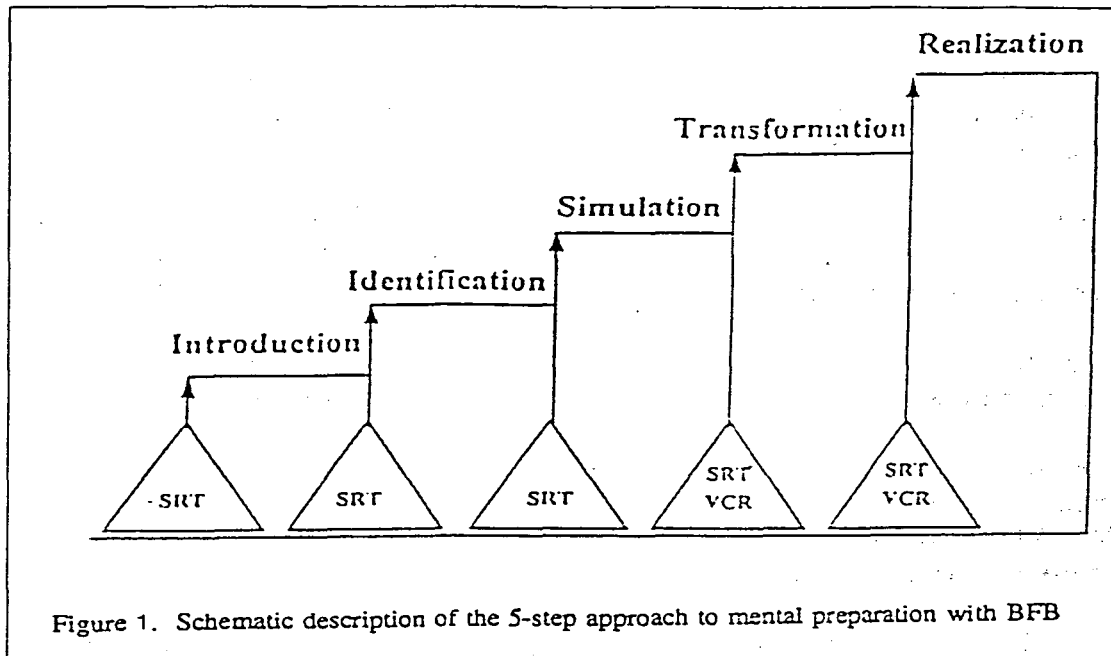 Realization
Transformation
Simulation
Identification
Introduction
SRT
SRT
SRT
SRT
VCR
SRT
VCR
Figure 1. Schematic description of the 5-step approach to mental preparation with BFB